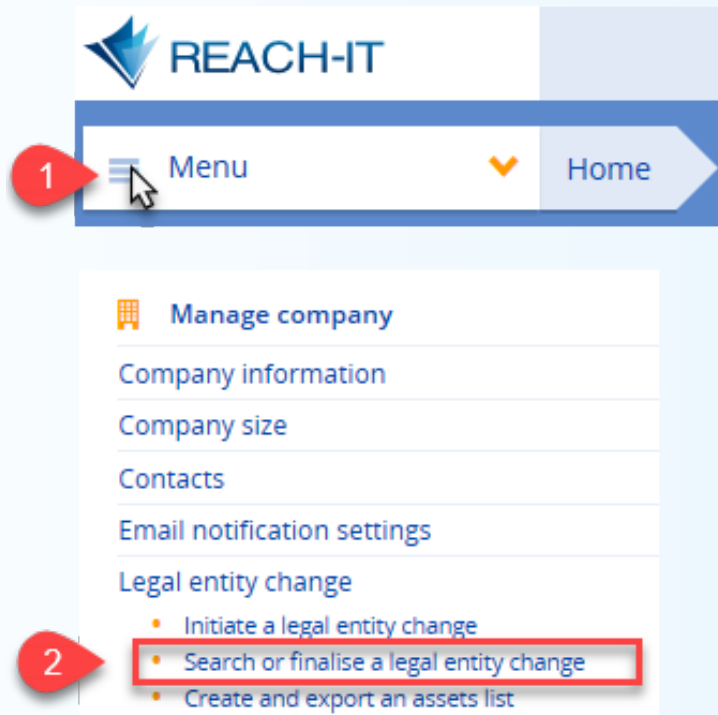 REACH-IT
1
Menu
Home
Manage company
Company information
Company size
Contacts
Email notification settings
Legal entity change
• Initiate a legal entity change
2
• Search or finalise a legal entity change
• Create and export an assets list